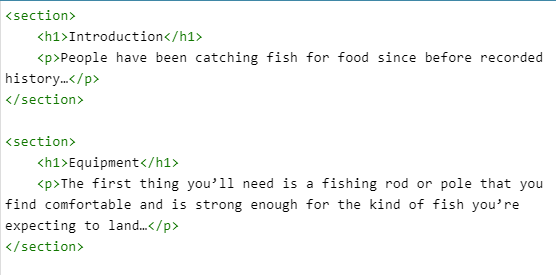 <section>
<h1>Introduction</h1>
<p>People have been catching fish for food since before recorded
history…</p>
</section>
<section>
<h1>Equipment</h1>
<p>The first thing you’ll need is a fishing rod or pole that you
find comfortable and is strong enough for the kind of fish you’re
expecting to land…</p>
</section>